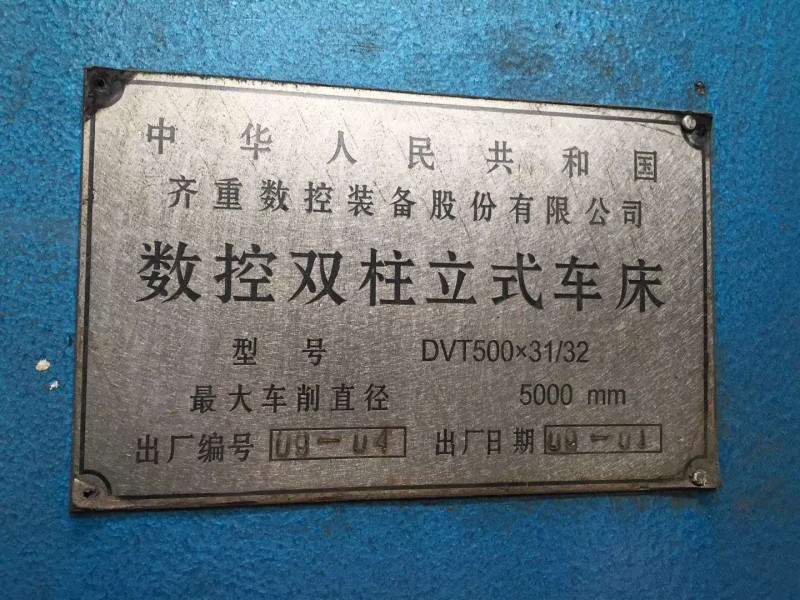 中华人民共和国
齐重数控装备股份有限公司
数控双柱立式车床
型号 DVT500×31/32
最大车削直径 5000 mm
出厂编号 09-04 出厂日期 09-01